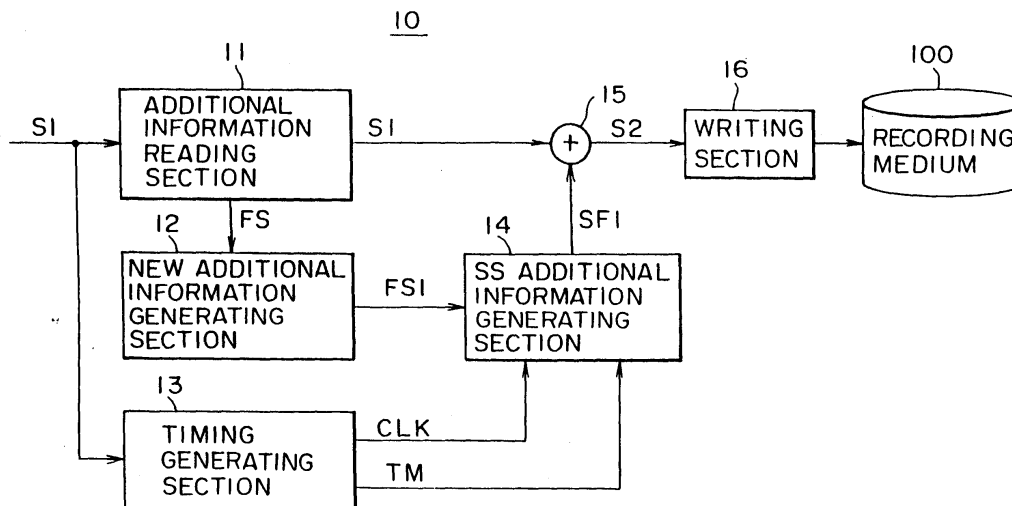 10
11
ADDITIONAL
INFORMATION
READING
SECTION
S1
S1
15
+
S2
16
WRITING
SECTION
100
RECORDING
MEDIUM
FS
SF1
12
NEW ADDITIONAL
INFORMATION
GENERATING
SECTION
FS1
14
SS ADDITIONAL
INFORMATION
GENERATING
SECTION
13
TIMING
GENERATING
SECTION
CLK
TM